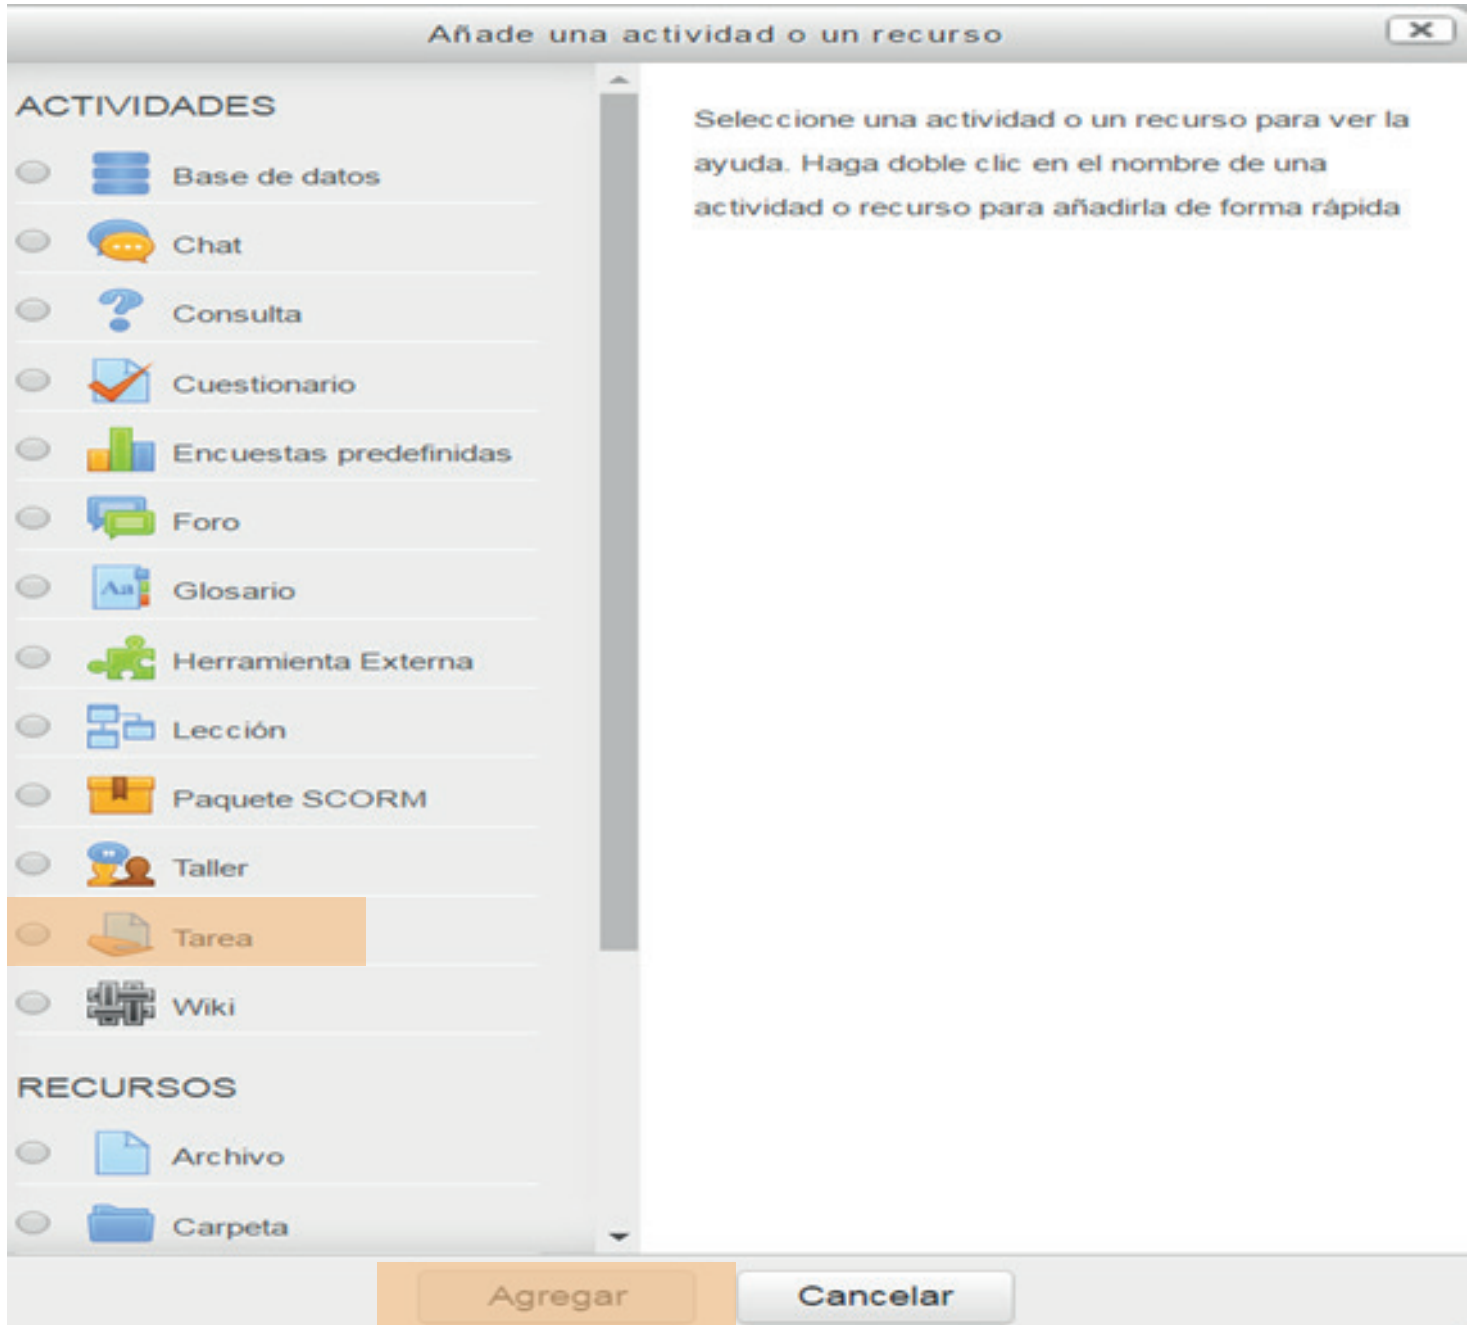 Añade una actividad o un recurso
ACTIVIDADES
Base de datos
Chat
Consulta
Cuestionario
Encuestas predefinidas
Foro
Aa
Glosario
Herramienta Externa
Lección
Paquete SCORM
Taller
Tarea
Wiki
RECURSOS
Archivo
Carpeta
Seleccione una actividad o un recurso para ver la
ayuda. Haga doble clic en el nombre de una
actividad o recurso para añadirla de forma rápida
Agregar
Cancelar